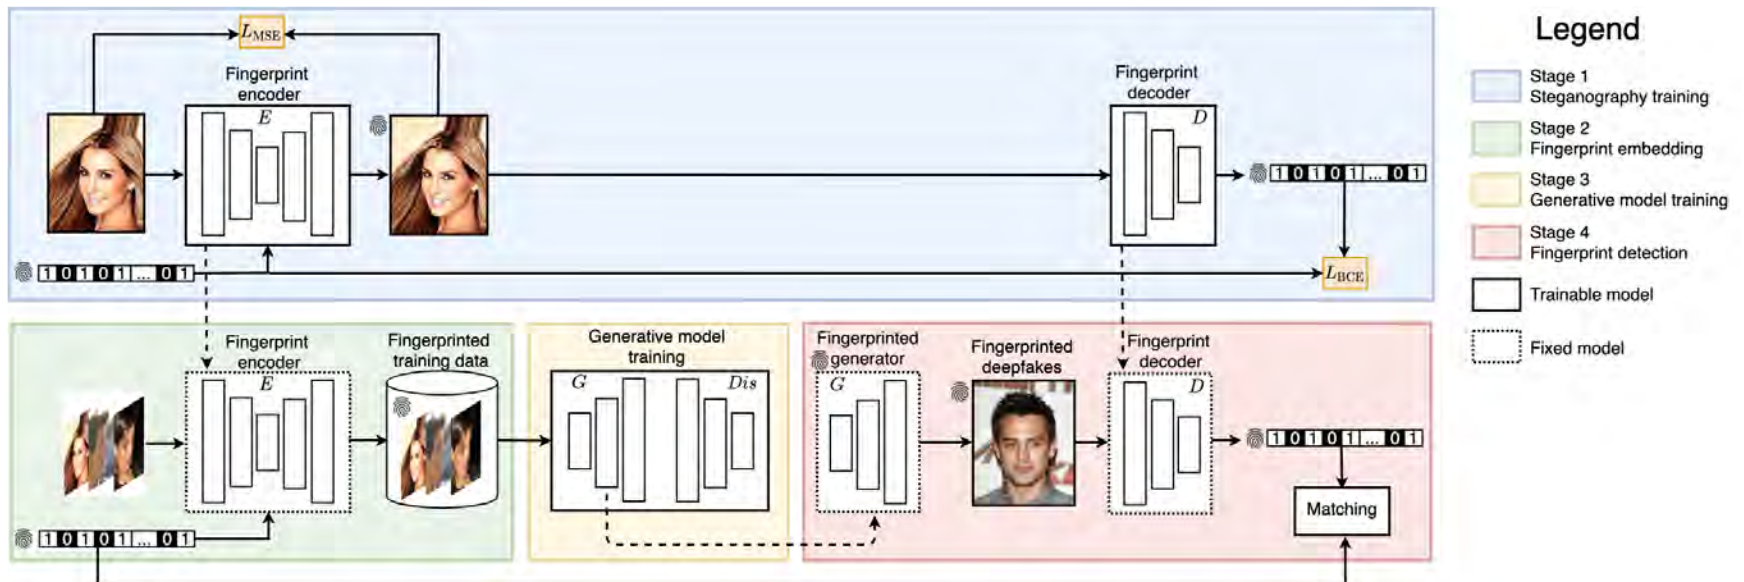 L_MSE
Fingerprint
encoder
E
Fingerprint
decoder
D
1 0 1 0 1 ... 0 1
1 0 1 0 1 ... 0 1
L_BCE
Fingerprint
encoder
E
Fingerprinted
training data
1 0 1 0 1 ... 0 1
Generative model
training
G
Dis
Fingerprinted
generator
G
Fingerprinted
deepfakes
Fingerprint
decoder
D
1 0 1 0 1 ... 0 1
Matching
Legend
Stage 1
Steganography training
Stage 2
Fingerprint embedding
Stage 3
Generative model training
Stage 4
Fingerprint detection
Trainable model
Fixed model